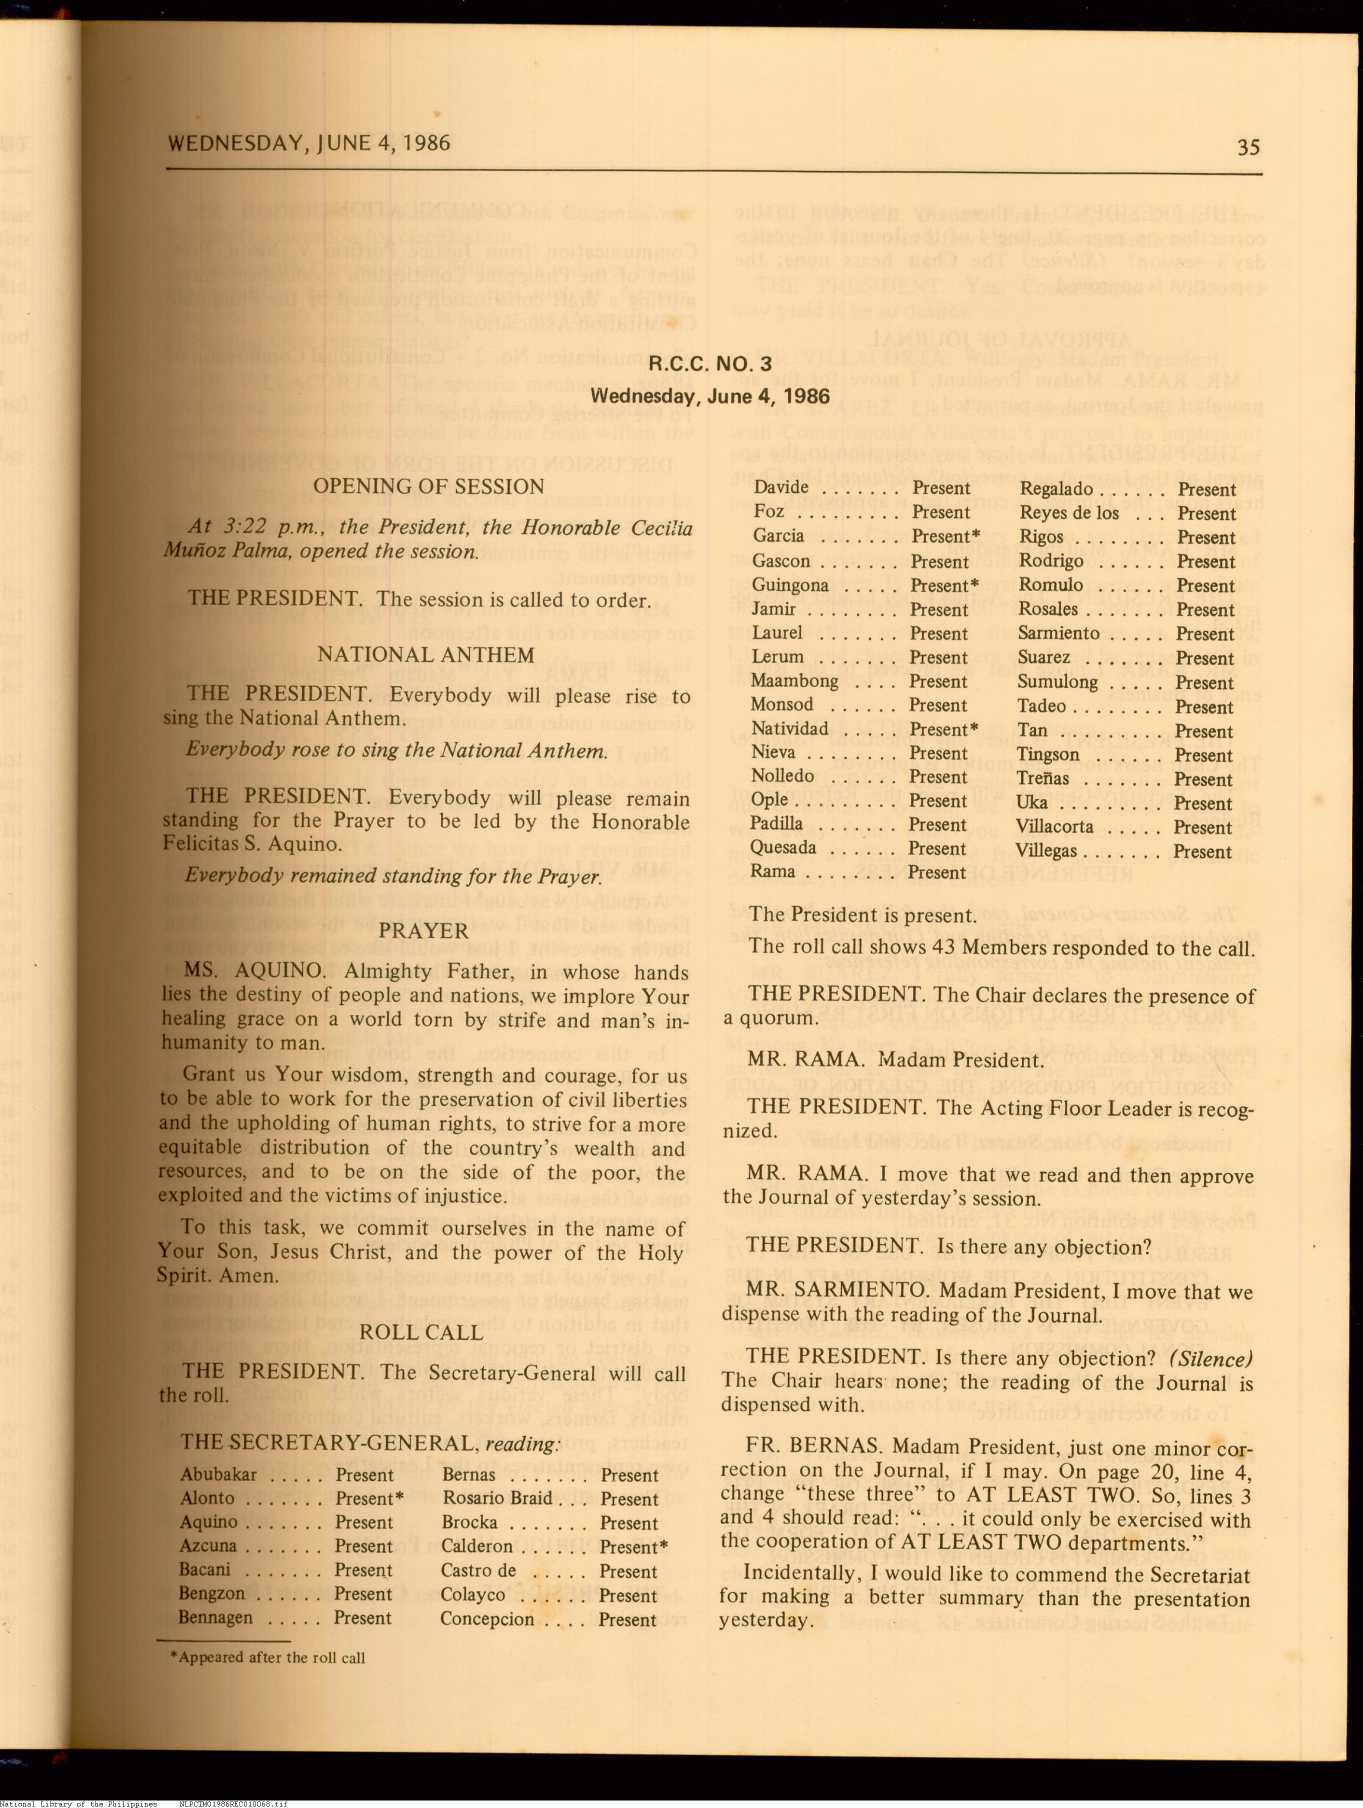 WEDNESDAY, JUNE 4, 1986
35
R.C.C. NO. 3
Wednesday, June 4, 1986
OPENING OF SESSION
At 3:22 p.m., the President, the Honorable Cecilia
Muñoz Palma, opened the session.
THE PRESIDENT. The session is called to order.
NATIONAL ANTHEM
THE PRESIDENT. Everybody will please rise to
sing the National Anthem.
Everybody rose to sing the National Anthem.
THE PRESIDENT. Everybody will please remain
standing for the Prayer to be led by the Honorable
Felicitas S. Aquino.
Everybody remained standing for the Prayer.
PRAYER
MS. AQUINO. Almighty Father, in whose hands
lies the destiny of people and nations, we implore Your
healing grace on a world torn by strife and man's in-
humanity to man.
Grant us Your wisdom, strength and courage, for us
to be able to work for the preservation of civil liberties
and the upholding of human rights, to strive for a more
equitable distribution of the country's wealth and
resources, and to be on the side of the poor, the
exploited and the victims of injustice.
To this task, we commit ourselves in the name of
Your Son, Jesus Christ, and the power of the Holy
Spirit. Amen.
ROLL CALL
THE PRESIDENT. The Secretary-General will call
the roll.
THE SECRETARY-GENERAL, reading:
Abubakar . . . . . Present Bernas . . . . . . . Present
Alonto . . . . . . . Present* Rosario Braid . . . Present
Aquino . . . . . . . Present Brocka . . . . . . . Present
Azcuna . . . . . . . Present Calderon . . . . . . Present*
Bacani . . . . . . . Present Castro de . . . . . Present
Bengzon . . . . . . Present Colayco . . . . . . Present
Bennagen . . . . . Present Concepcion . . . . Present
*Appeared after the roll call
Davide . . . . . . . Present Regalado . . . . . . Present
Foz . . . . . . . . . Present Reyes de los . . . Present
Garcia . . . . . . . Present* Rigos . . . . . . . . Present
Gascon . . . . . . . Present Rodrigo . . . . . . Present
Guingona . . . . . Present* Romulo . . . . . . Present
Jamir . . . . . . . . Present Rosales . . . . . . . Present
Laurel . . . . . . . Present Sarmiento . . . . . Present
Lerum . . . . . . . Present Suarez . . . . . . . Present
Maambong . . . . Present Sumulong . . . . . Present
Monsod . . . . . . Present Tadeo . . . . . . . . Present
Natividad . . . . . Present* Tan . . . . . . . . . Present
Nieva . . . . . . . . Present Tingson . . . . . . Present
Nolledo . . . . . . Present Treñas . . . . . . . Present
Ople . . . . . . . . . Present Uka . . . . . . . . . Present
Padilla . . . . . . . Present Villacorta . . . . . Present
Quesada . . . . . . Present Villegas . . . . . . . Present
Rama . . . . . . . . Present
The President is present.
The roll call shows 43 Members responded to the call.
THE PRESIDENT. The Chair declares the presence of
a quorum.
MR. RAMA. Madam President.
THE PRESIDENT. The Acting Floor Leader is recog-
nized.
MR. RAMA. I move that we read and then approve
the Journal of yesterday's session.
THE PRESIDENT. Is there any objection?
MR. SARMIENTO. Madam President, I move that we
dispense with the reading of the Journal.
THE PRESIDENT. Is there any objection? (Silence)
The Chair hears none; the reading of the Journal is
dispensed with.
FR. BERNAS. Madam President, just one minor cor-
rection on the Journal, if I may. On page 20, line 4,
change "these three" to AT LEAST TWO. So, lines 3
and 4 should read: ". . . it could only be exercised with
the cooperation of AT LEAST TWO departments."
Incidentally, I would like to commend the Secretariat
for making a better summary than the presentation
yesterday.
National Library of the Philippines NLPCIM01986REC010068.tif